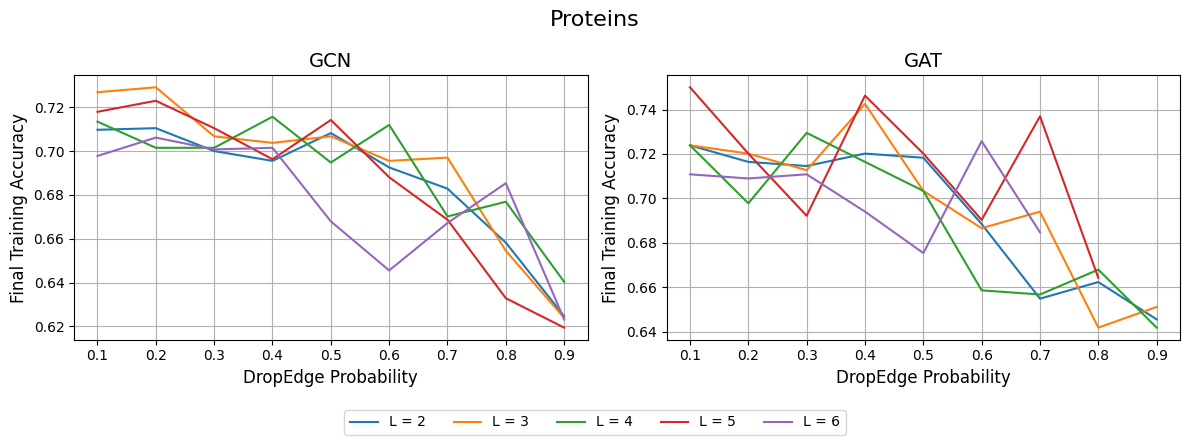 Proteins
GCN
Final Training Accuracy
0.72
0.70
0.68
0.66
0.64
0.62
0.1 0.2 0.3 0.4 0.5 0.6 0.7 0.8 0.9
DropEdge Probability
GAT
Final Training Accuracy
0.74
0.72
0.70
0.68
0.66
0.64
0.1 0.2 0.3 0.4 0.5 0.6 0.7 0.8 0.9
DropEdge Probability
L = 2 L = 3 L = 4 L = 5 L = 6